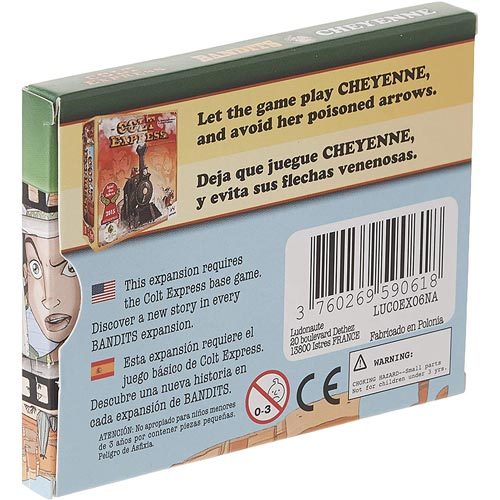 BANDITS CHEYENNE
COLT
EXPRESS
Let the game play CHEYENNE,
and avoid her poisoned arrows.
Deja que juegue CHEYENNE,
y evita sus flechas venenosas.
This expansion requires
the Colt Express base game.
Discover a new story in every
BANDITS expansion.
Esta expansión requiere el
juego básico de Colt Express.
Descubre una nueva historia en
cada expansión de BANDITS.
ATENCIÓN: No apropiado para niños menores
de 3 años por contener piezas pequeñas.
Peligro de Asfixia
3 760269 590618
LUCOEX06NA
Ludonaute
20 boulevard Dethez
13800 Istres FRANCE
Fabricado en Polonia
0-3
CE
WARNING:
CHOKING HAZARD--Small parts
Not for children under 3 yrs.